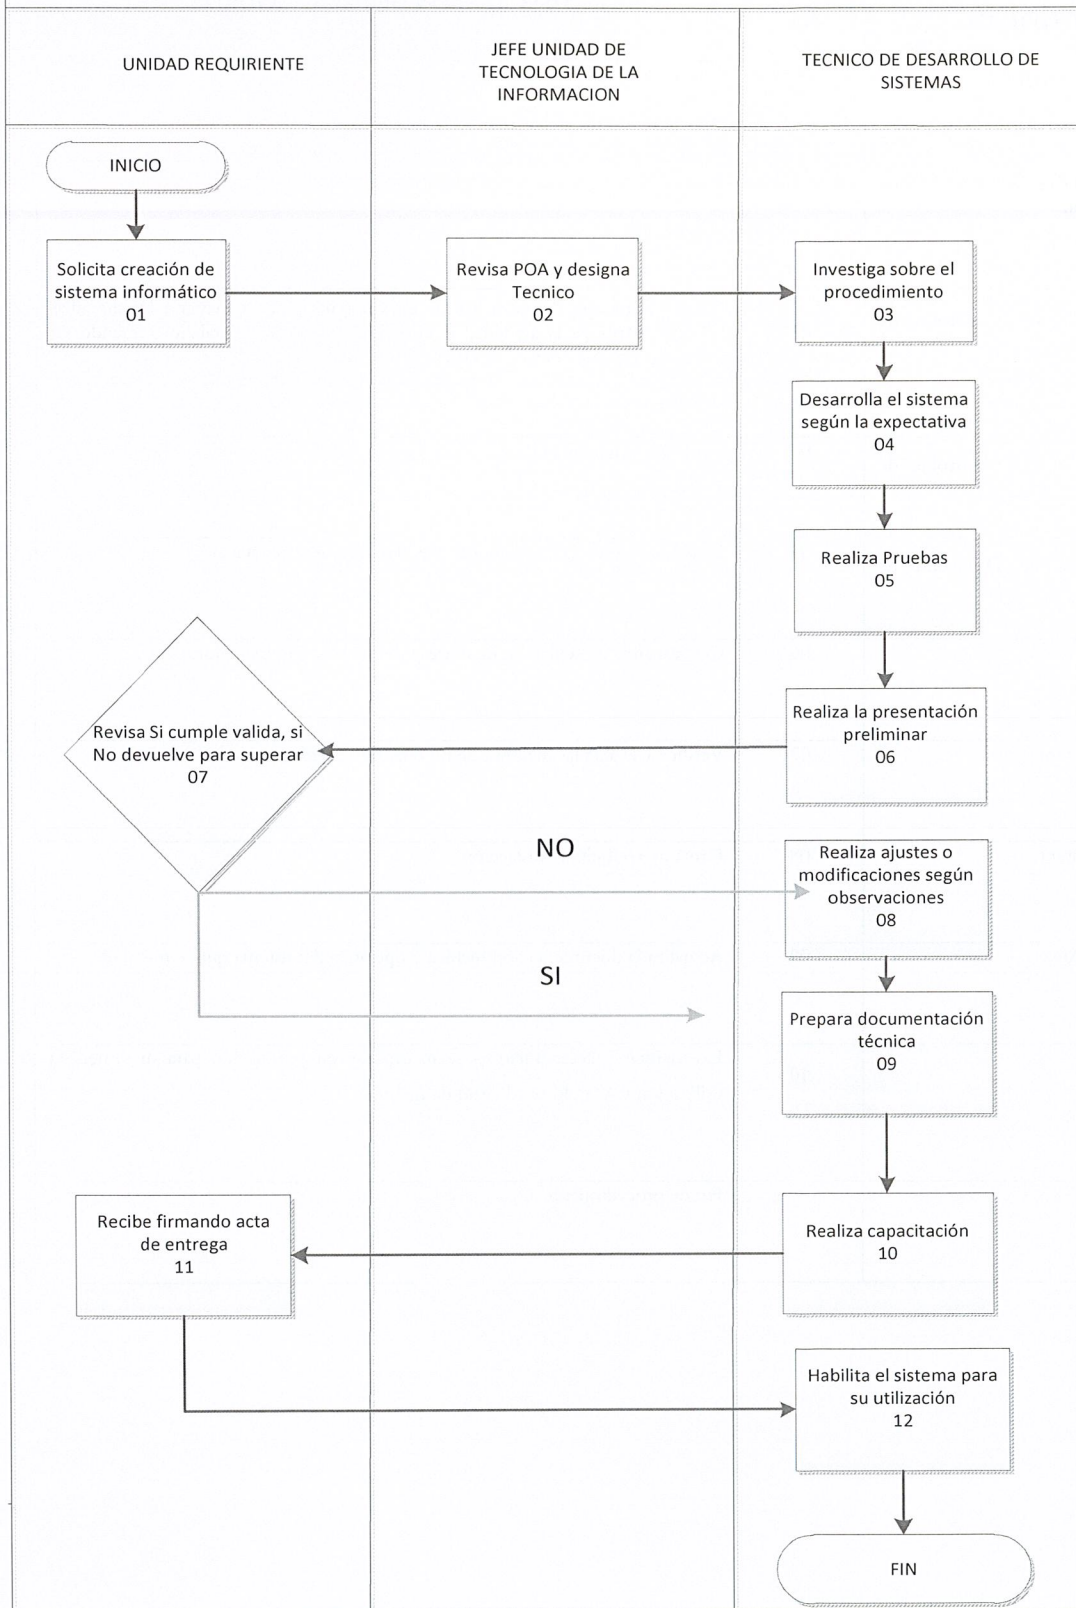 UNIDAD REQUIRIENTE
JEFE UNIDAD DE
TECNOLOGIA DE LA
INFORMACION
TECNICO DE DESARROLLO DE
SISTEMAS
INICIO
Solicita creación de
sistema informático
01
Revisa POA y designa
Tecnico
02
Investiga sobre el
procedimiento
03
Desarrolla el sistema
según la expectativa
04
Realiza Pruebas
05
Realiza la presentación
preliminar
06
Revisa Si cumple valida, si
No devuelve para superar
07
NO
Realiza ajustes o
modificaciones según
observaciones
08
SI
Prepara documentación
técnica
09
Realiza capacitación
10
Recibe firmando acta
de entrega
11
Habilita el sistema para
su utilización
12
FIN